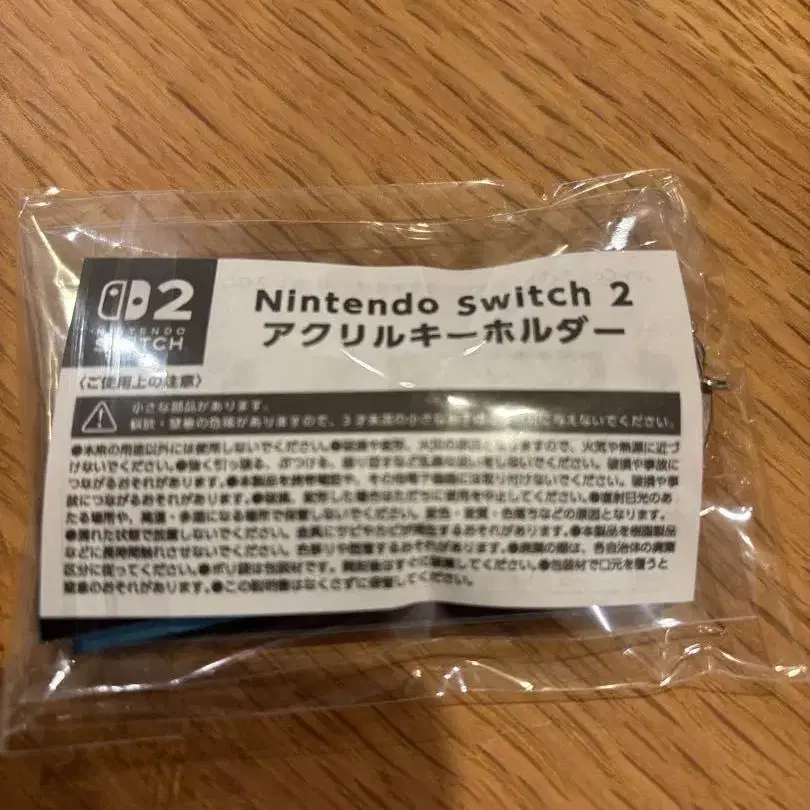 2
NINTENDO
SWITCH
Nintendo switch 2
アクリルキーホルダー
〈ご使用上の注意〉
小さな部品があります。
誤飲・窒息の危険がありますので、3才未満の小さなお子様には絶対に与えないでください。
●本来の用途以外には使用しないでください。●破損や変形、火災の原因となりますので、火気や熱源に近づ
けないでください。●強く引っ張る、ぶつける、折り曲げるなど乱暴な扱いをしないでください。破損や事故に
つながるおそれがあります。●本製品を携帯電話や、その他電子機器には取り付けないでください。破損や事
故につながるおそれがあります。●破損、変形した場合はただちに使用を中止してください。●直射日光のあ
たる場所や、高温・多湿になる場所で保管しないでください。変色・変質・色落ちなどの原因となります。
●濡れた状態で放置しないでください。金具にサビやカビが発生するおそれがあります。●本製品を樹脂製品
などに長時間触れさせないでください。色移りや密着するおそれがあります。●廃棄の際は、各自治体の廃棄
区分に従ってください。●ポリ袋は包装材です。開封後はすぐに破棄してください。●包装材で口元を覆うと
窒息のおそれがあります。●この説明書はなくさずに保管してください。